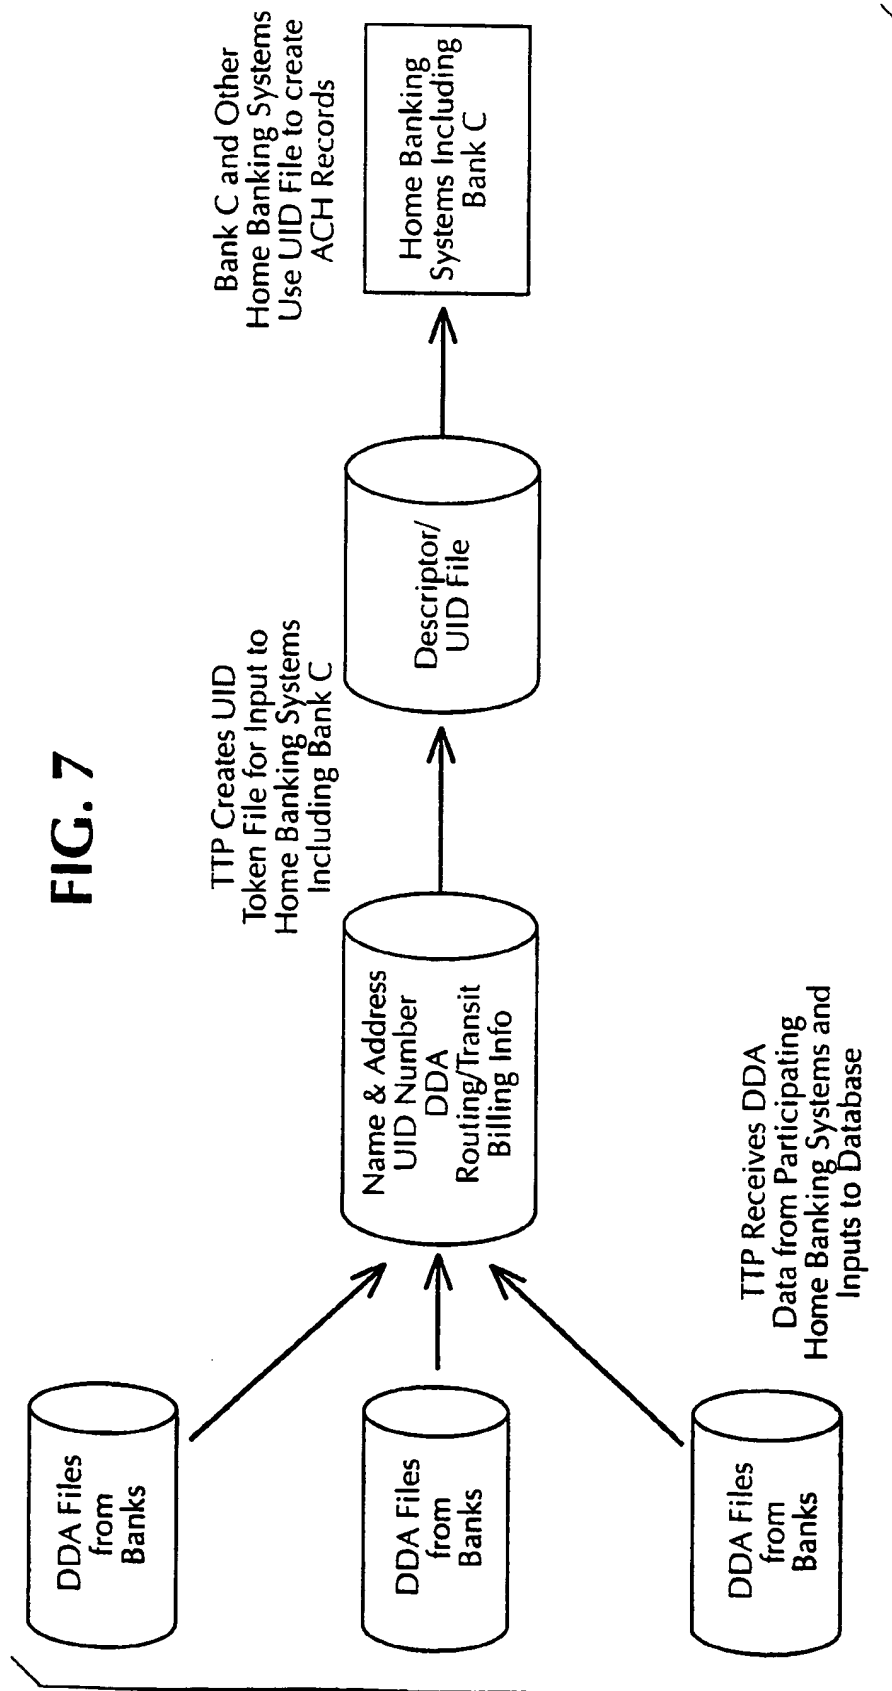 FIG. 7
DDA Files
from
Banks
DDA Files
from
Banks
DDA Files
from
Banks
TTP Receives DDA
Data from Participating
Home Banking Systems and
Inputs to Database
Name & Address
UID Number
DDA
Routing/Transit
Billing Info
TTP Creates UID
Token File for Input to
Home Banking Systems
Including Bank C
Descriptor/
UID File
Bank C and Other
Home Banking Systems
Use UID File to create
ACH Records
Home Banking
Systems Including
Bank C